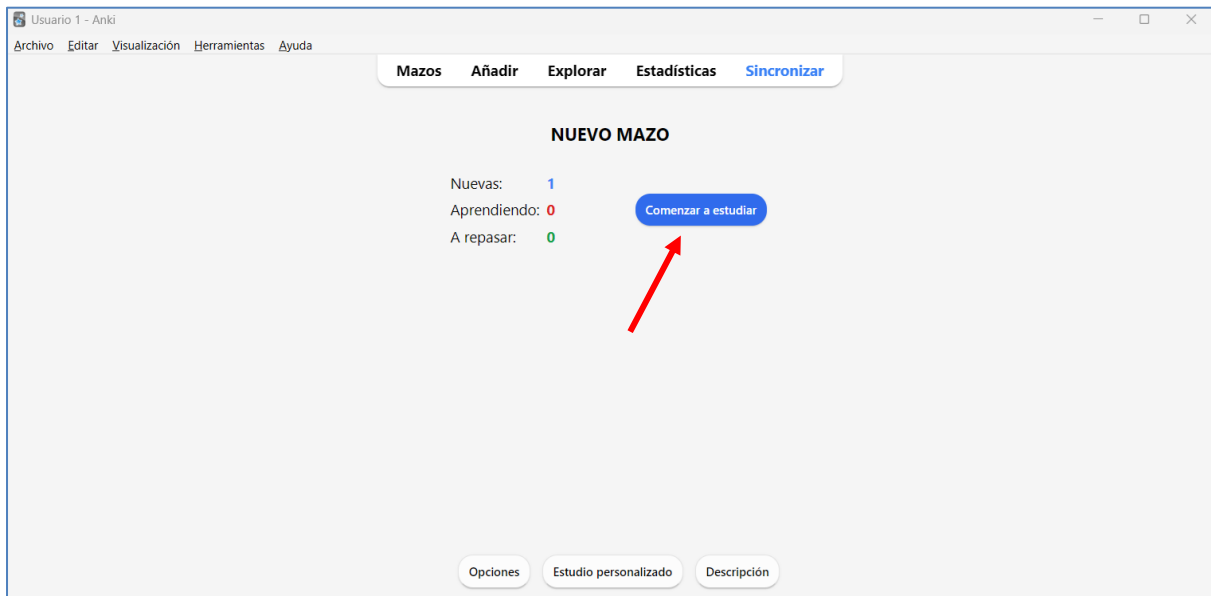 Usuario 1 - Anki
Archivo Editar Visualización Herramientas Ayuda
Mazos Añadir Explorar Estadísticas Sincronizar
NUEVO MAZO
Nuevas: 1
Aprendiendo: 0
Comenzar a estudiar
A repasar: 0
Opciones Estudio personalizado Descripción